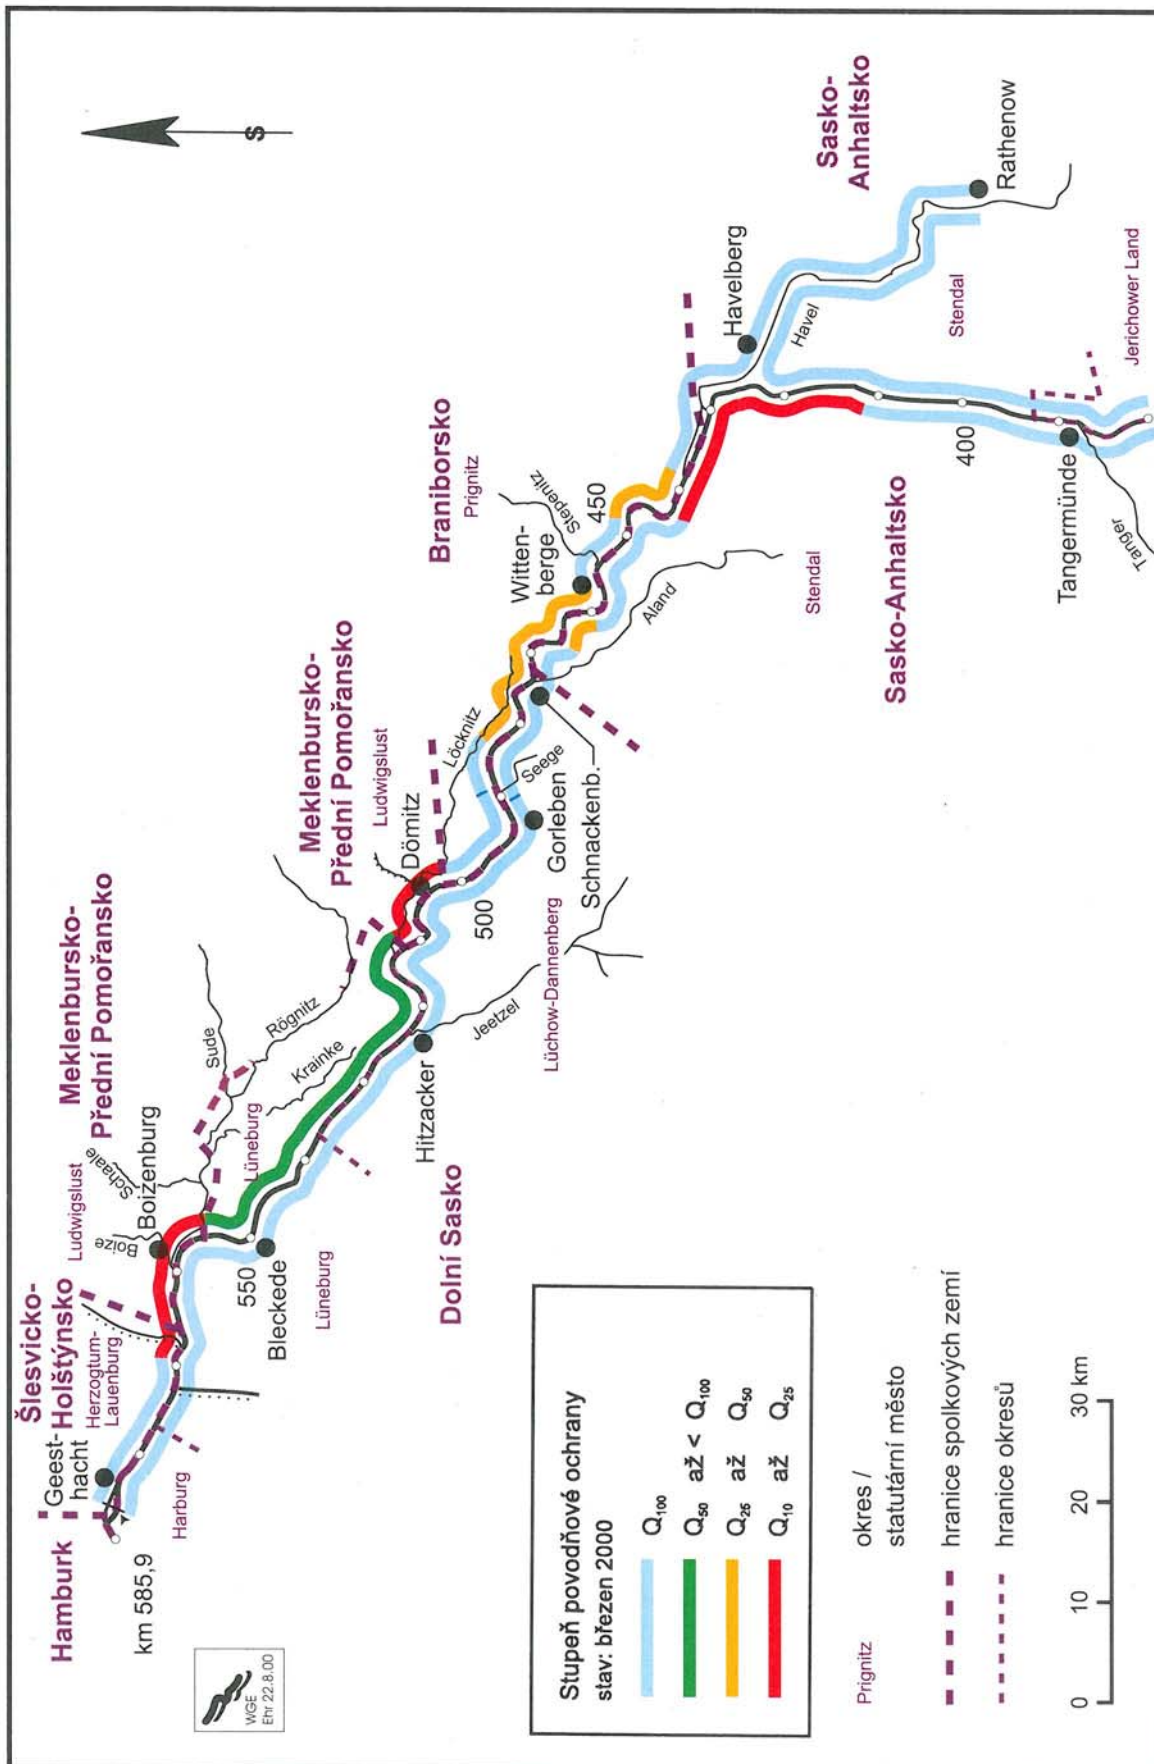 Hamburk
Geest-
hacht
Šlesvicko-
Holštýnsko
Herzogtum-
Lauenburg
Harburg
km 585,9
Ludwigslust
Boize
Boizenburg
Schaale
Meklenbursko-
Přední Pomořansko
Sude
Rögnitz
Krainke
Lüneburg
550
Bleckede
Lüneburg
Dolní Sasko
Hitzacker
Jeetzel
Lüchow-Dannenberg
Meklenbursko-
Přední Pomořansko
Ludwigslust
Dömitz
Löcknitz
500
Gorleben
Seege
Schnackenb.
Braniborsko
Prignitz
Witten-
berge
Stepenitz
450
Aland
Stendal
Sasko-Anhaltsko
Havelberg
Havel
Sasko-
Anhaltsko
Rathenow
Stendal
400
Tangermünde
Tanger
Jerichower Land
S
WGE
Ehr 22.8.00
Stupeň povodňové ochrany
stav: březen 2000
Q100
Q50 až < Q100
Q25 až Q50
Q10 až Q25
Prignitz okres /
statutární město
hranice spolkových zemí
hranice okresů
0 10 20 30 km